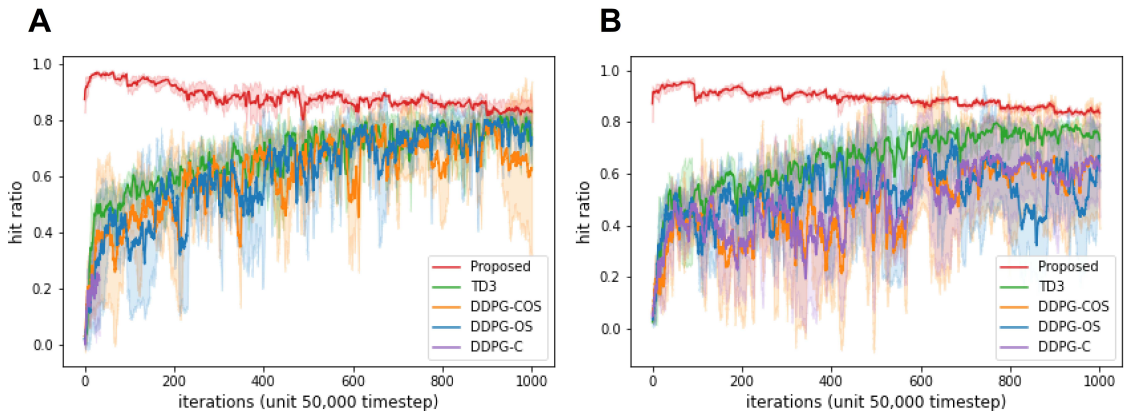 A
hit ratio
1.0
0.8
0.6
0.4
0.2
0.0
0
200
400
600
800
1000
iterations (unit 50,000 timestep)
Proposed
TD3
DDPG-COS
DDPG-OS
DDPG-C
B
hit ratio
1.0
0.8
0.6
0.4
0.2
0.0
0
200
400
600
800
1000
iterations (unit 50,000 timestep)
Proposed
TD3
DDPG-COS
DDPG-OS
DDPG-C